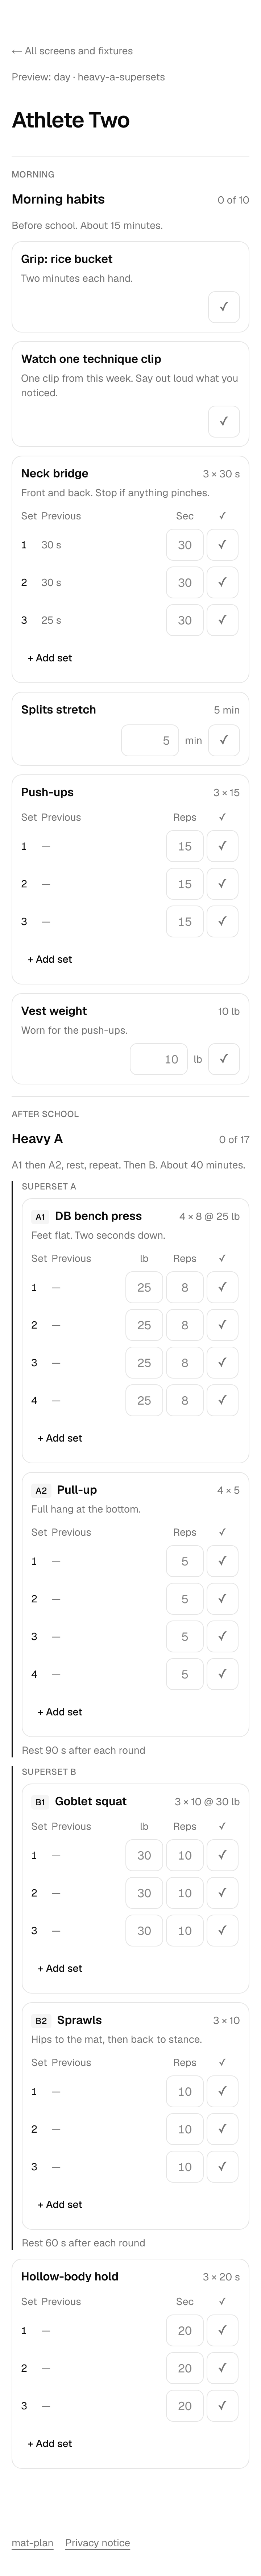 ← All screens and fixtures
Preview: day · heavy-a-supersets
Athlete Two
MORNING
Morning habits 0 of 10
Before school. About 15 minutes.
Grip: rice bucket
Two minutes each hand.
✓
Watch one technique clip
One clip from this week. Say out loud what you
noticed.
✓
Neck bridge 3 × 30 s
Front and back. Stop if anything pinches.
Set Previous Sec ✓
1 30 s 30 ✓
2 30 s 30 ✓
3 25 s 30 ✓
+ Add set
Splits stretch 5 min
5 min ✓
Push-ups 3 × 15
Set Previous Reps ✓
1 — 15 ✓
2 — 15 ✓
3 — 15 ✓
+ Add set
Vest weight 10 lb
Worn for the push-ups.
10 lb ✓
AFTER SCHOOL
Heavy A 0 of 17
A1 then A2, rest, repeat. Then B. About 40 minutes.
SUPERSET A
A1 DB bench press 4 × 8 @ 25 lb
Feet flat. Two seconds down.
Set Previous lb Reps ✓
1 — 25 8 ✓
2 — 25 8 ✓
3 — 25 8 ✓
4 — 25 8 ✓
+ Add set
A2 Pull-up 4 × 5
Full hang at the bottom.
Set Previous Reps ✓
1 — 5 ✓
2 — 5 ✓
3 — 5 ✓
4 — 5 ✓
+ Add set
Rest 90 s after each round
SUPERSET B
B1 Goblet squat 3 × 10 @ 30 lb
Set Previous lb Reps ✓
1 — 30 10 ✓
2 — 30 10 ✓
3 — 30 10 ✓
+ Add set
B2 Sprawls 3 × 10
Hips to the mat, then back to stance.
Set Previous Reps ✓
1 — 10 ✓
2 — 10 ✓
3 — 10 ✓
+ Add set
Rest 60 s after each round
Hollow-body hold 3 × 20 s
Set Previous Sec ✓
1 — 20 ✓
2 — 20 ✓
3 — 20 ✓
+ Add set
mat-plan Privacy notice